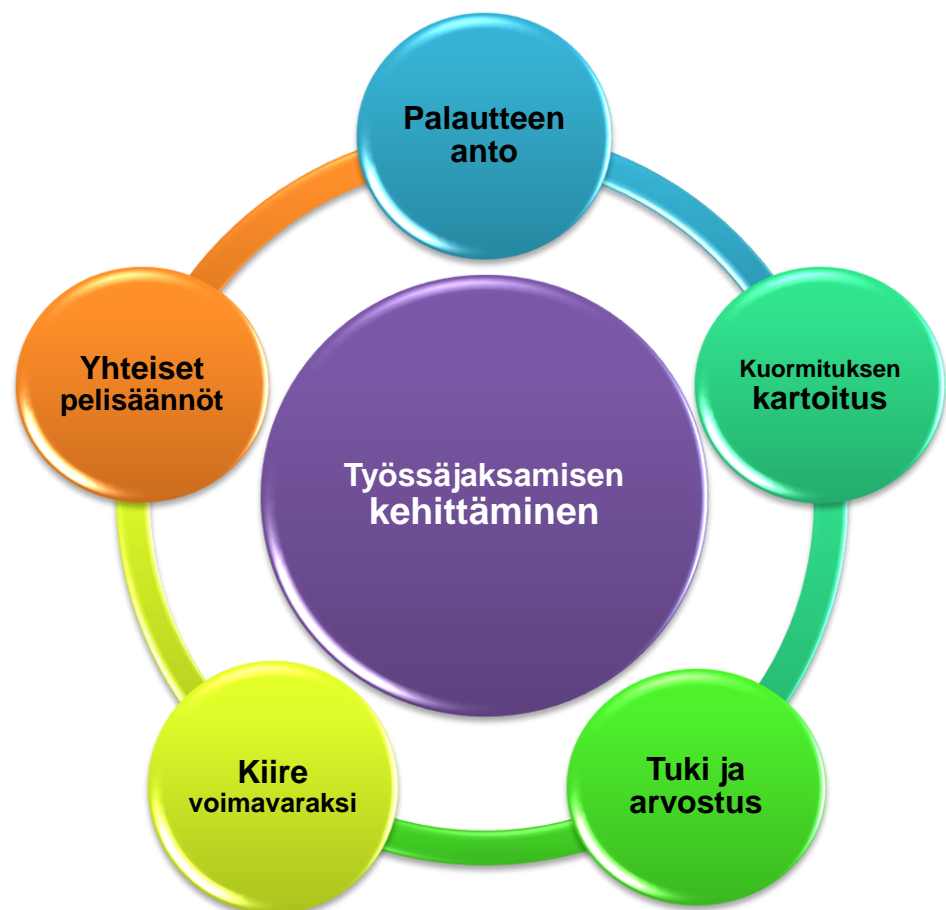 Palautteen
anto
Kuormituksen
kartoitus
Tuki ja
arvostus
Kiire
voimavaraksi
Yhteiset
pelisäännöt
Työssäjaksamisen
kehittäminen